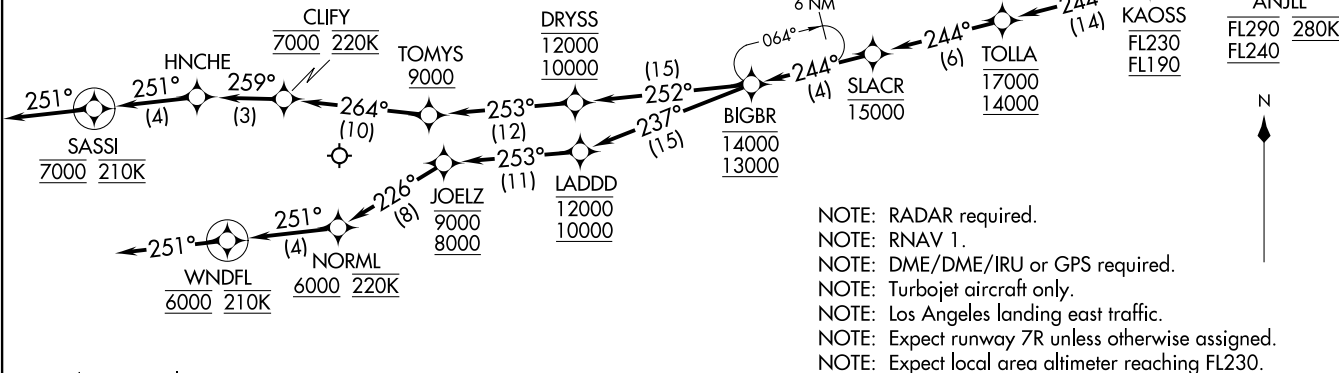 CLIFY
7000 220K
HNCHE
TOMYS
9000
DRYSS
12000
10000
6 NM
064°
244°
(14)
KAOSS
FL230
FL190
ANJLL
FL290 280K
FL240
251°
SASSI
7000 210K
251°
(4)
259°
(3)
264°
(10)
253°
(12)
(15)
252°
BIGBR
14000
13000
244°
(4)
SLACR
15000
244°
(6)
TOLLA
17000
14000
N
237°
(15)
LADDD
12000
10000
253°
(11)
JOELZ
9000
8000
226°
(8)
NORML
6000 220K
251°
(4)
WNDFL
6000 210K
251°
NOTE: RADAR required.
NOTE: RNAV 1.
NOTE: DME/DME/IRU or GPS required.
NOTE: Turbojet aircraft only.
NOTE: Los Angeles landing east traffic.
NOTE: Expect runway 7R unless otherwise assigned.
NOTE: Expect local area altimeter reaching FL230.